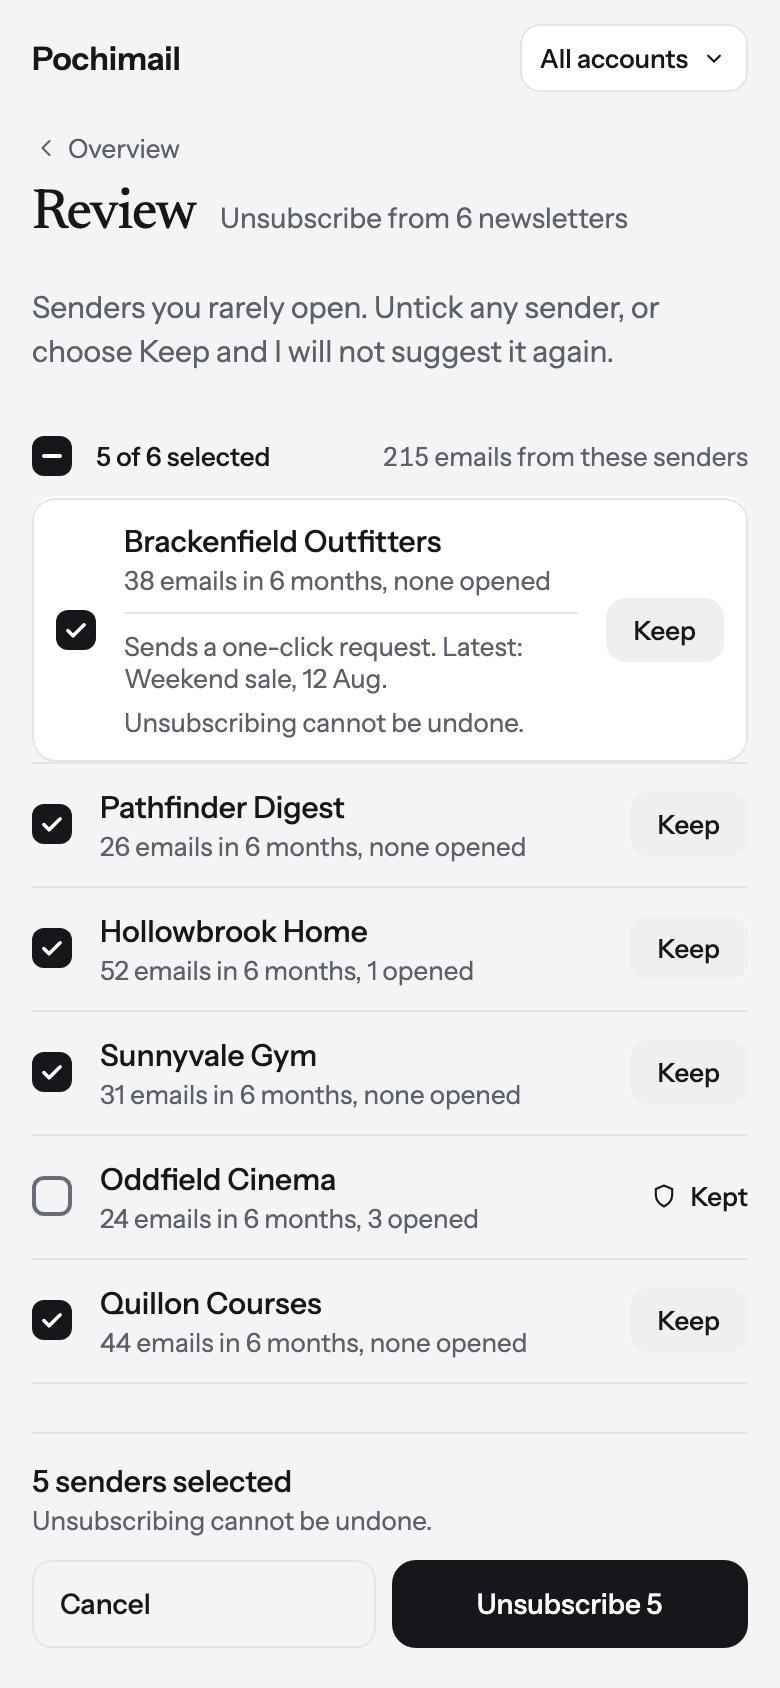 Pochimail
All accounts
Overview
Review
Unsubscribe from 6 newsletters
Senders you rarely open. Untick any sender, or
choose Keep and I will not suggest it again.
5 of 6 selected
215 emails from these senders
Brackenfield Outfitters
38 emails in 6 months, none opened
Keep
Sends a one-click request. Latest:
Weekend sale, 12 Aug.
Unsubscribing cannot be undone.
Pathfinder Digest
26 emails in 6 months, none opened
Keep
Hollowbrook Home
52 emails in 6 months, 1 opened
Keep
Sunnyvale Gym
31 emails in 6 months, none opened
Keep
Oddfield Cinema
24 emails in 6 months, 3 opened
Kept
Quillon Courses
44 emails in 6 months, none opened
Keep
5 senders selected
Unsubscribing cannot be undone.
Cancel
Unsubscribe 5